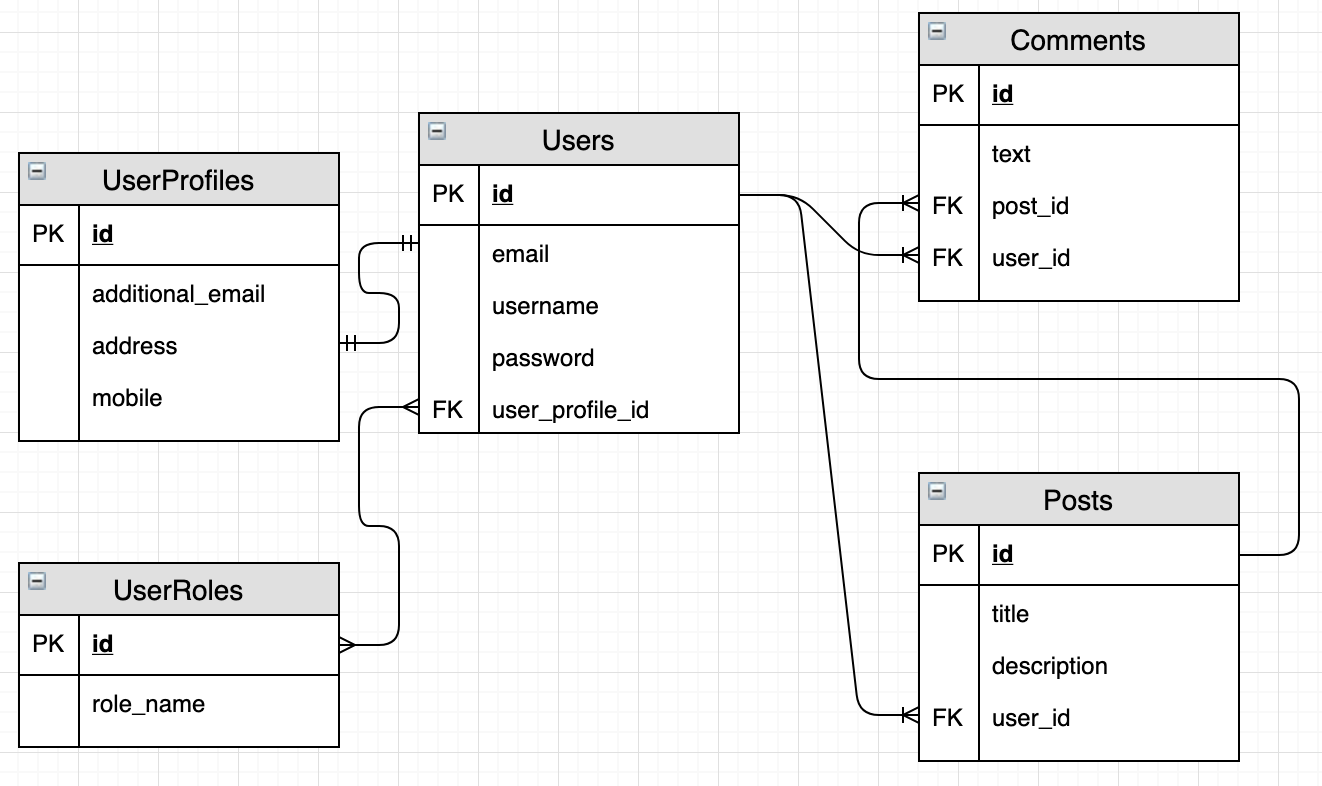 UserProfiles
PK id
additional_email
address
mobile
Users
PK id
email
username
password
FK user_profile_id
UserRoles
PK id
role_name
Comments
PK id
text
FK post_id
FK user_id
Posts
PK id
title
description
FK user_id